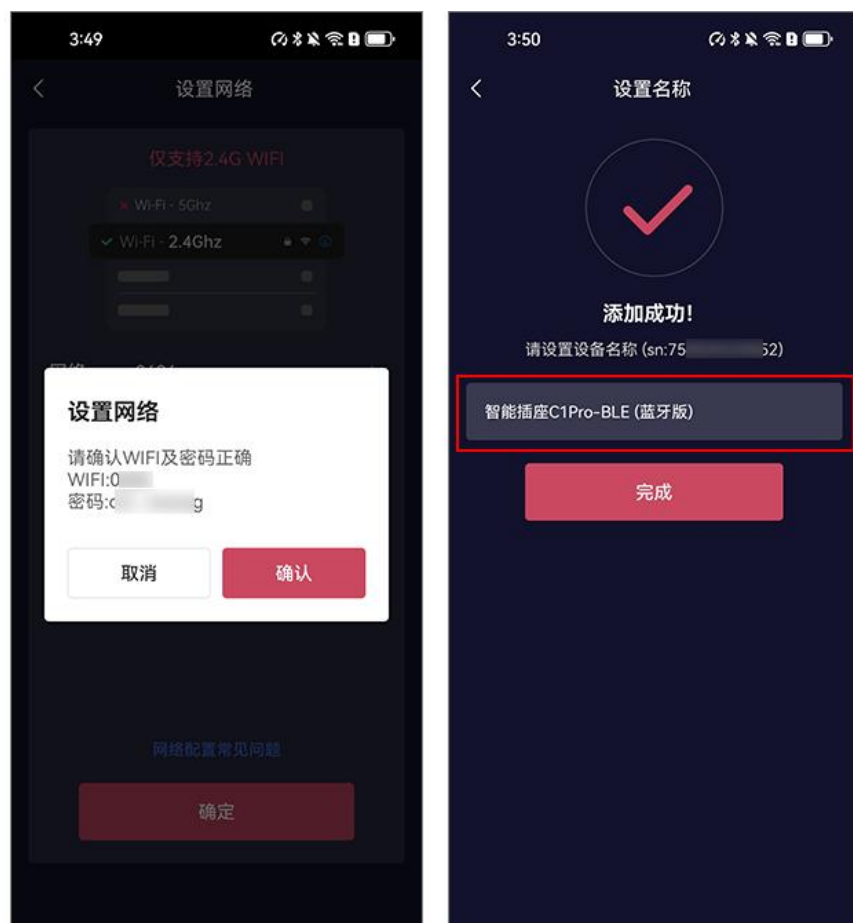 3:49
设置网络
仅支持2.4G WIFI
Wi-Fi - 5Ghz
Wi-Fi - 2.4Ghz
设置网络
请确认WIFI及密码正确
WIFI:0
密码:c g
取消
确认
网络配置常见问题
确定
3:50
设置名称
添加成功!
请设置设备名称 (sn:75 52)
智能插座C1Pro-BLE (蓝牙版)
完成